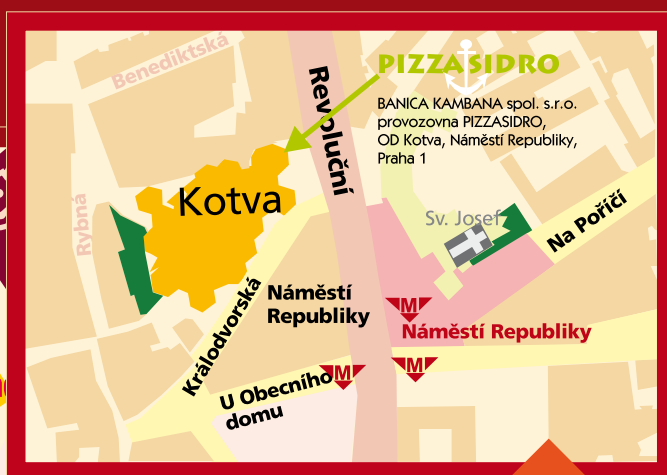 Benediktská
Revoluční
PIZZASIDRO
BANICA KAMBANA spol. s.r.o.
provozovna PIZZASIDRO,
OD Kotva, Náměstí Republiky,
Praha 1
Kotva
Rybná
Sv. Josef
Na Poříčí
Královdvorská
Náměstí
Republiky
M
Náměstí Republiky
M
M
U Obecního
domu